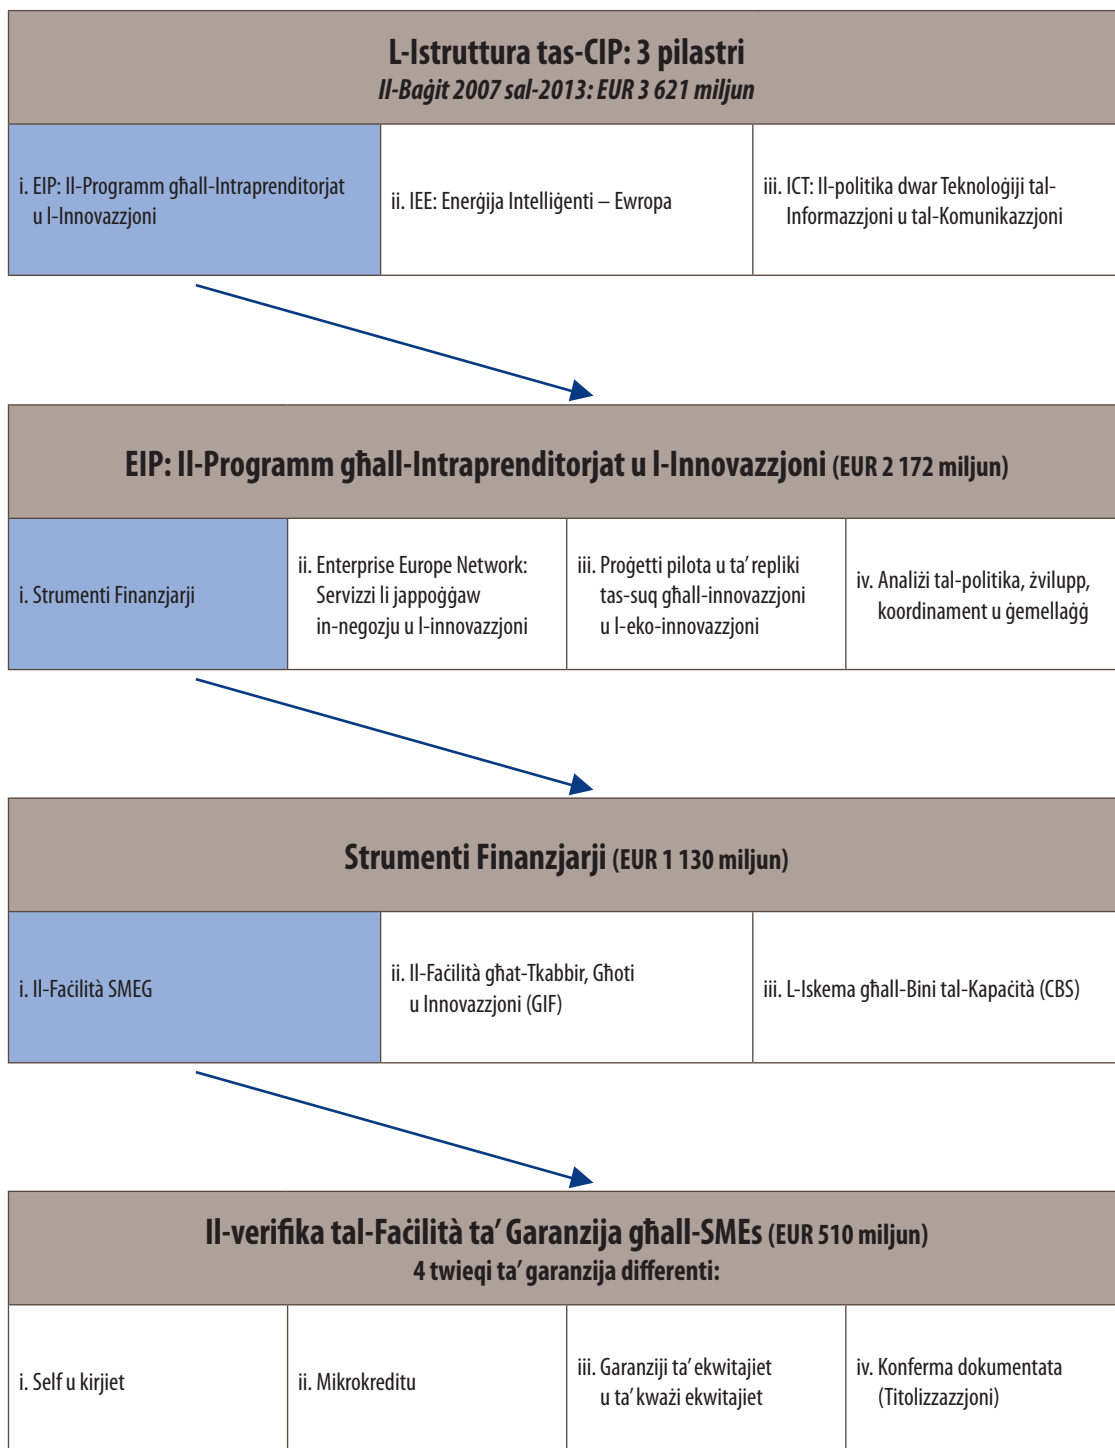 L-Istruttura tas-CIP: 3 pilastri
Il-Baġit 2007 sal-2013: EUR 3 621 miljun
i. EIP: Il-Programm għall-Intraprenditorjat
u l-Innovazzjoni
ii. IEE: Enerġija Intelliġenti – Ewropa
iii. ICT: Il-politika dwar Teknoloġiji tal-
Informazzjoni u tal-Komunikazzjoni
EIP: Il-Programm għall-Intraprenditorjat u l-Innovazzjoni (EUR 2 172 miljun)
i. Strumenti Finanzjarji
ii. Enterprise Europe Network:
Servizzi li jappoġġaw
in-negozju u l-innovazzjoni
iii. Proġetti pilota u ta’ repliki
tas-suq għall-innovazzjoni
u l-eko-innovazzjoni
iv. Analiżi tal-politika, żvilupp,
koordinament u ġemellaġġ
Strumenti Finanzjarji (EUR 1 130 miljun)
i. Il-Faċilità SMEG
ii. Il-Faċilità għat-Tkabbir, Għoti
u Innovazzjoni (GIF)
iii. L-Iskema għall-Bini tal-Kapaċità (CBS)
Il-verifika tal-Faċilità ta’ Garanzija għall-SMEs (EUR 510 miljun)
4 twieqi ta’ garanzija differenti:
i. Self u kirjiet
ii. Mikrokreditu
iii. Garanziji ta’ ekwitajiet
u ta’ kważi ekwitajiet
iv. Konferma dokumentata
(Titolizzazzjoni)